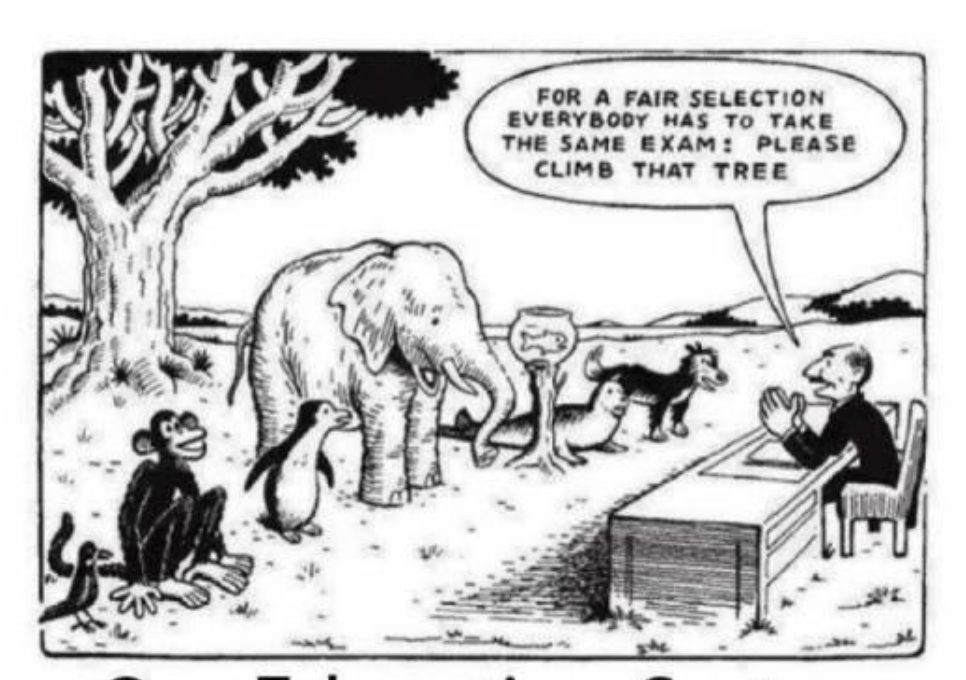 FOR A FAIR SELECTION
EVERYBODY HAS TO TAKE
THE SAME EXAM: PLEASE
CLIMB THAT TREE